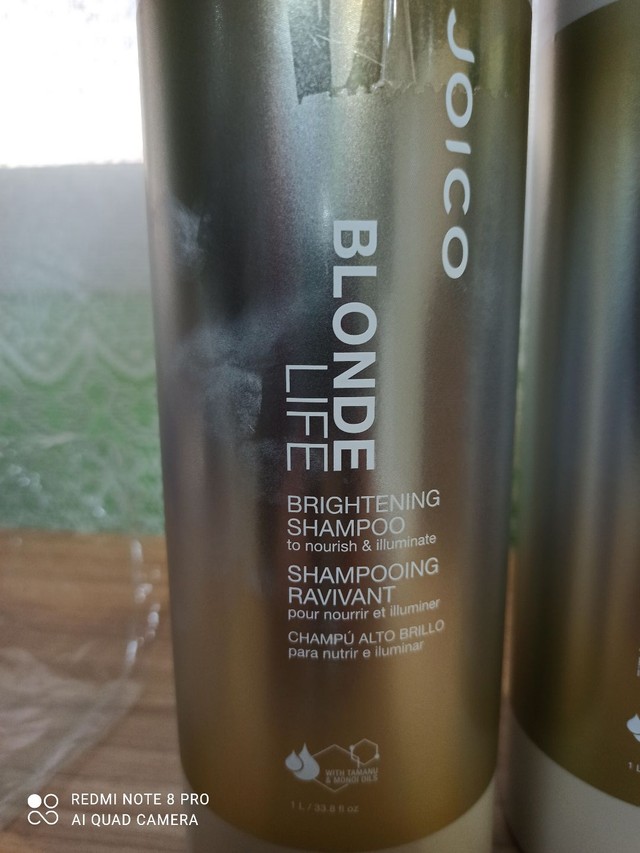 JOICO
BLONDE
LIFE
BRIGHTENING
SHAMPOO
to nourish & illuminate
SHAMPOOING
RAVIVANT
pour nourrir et illuminer
CHAMPÚ ALTO BRILLO
para nutrir e iluminar
WITH TAMANU
& MONOI OILS
1 L / 33.8 fl oz
1 L
REDMI NOTE 8 PRO
AI QUAD CAMERA